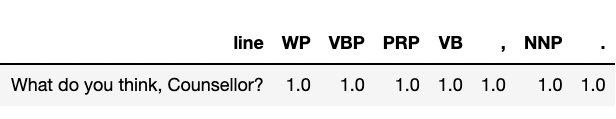 line WP VBP PRP VB , NNP .
What do you think, Counsellor? 1.0 1.0 1.0 1.0 1.0 1.0 1.0